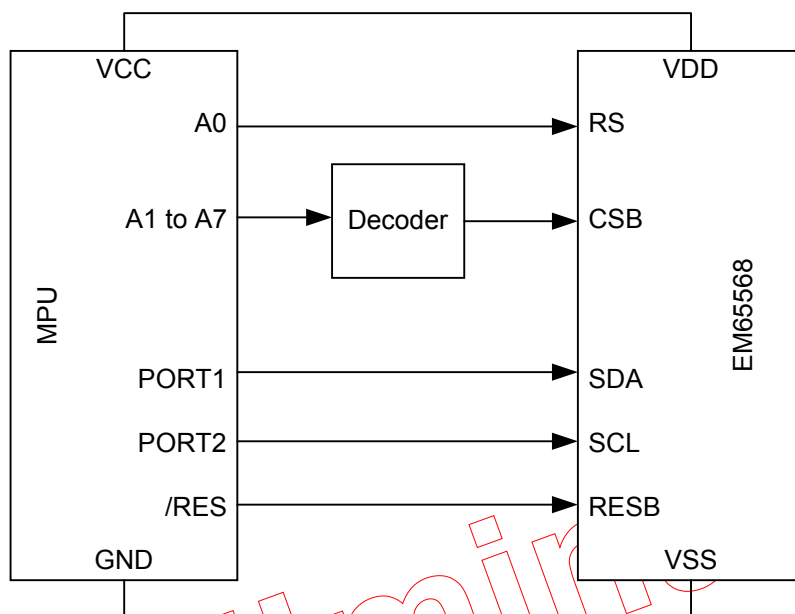 VCC
VDD
A0
RS
A1 to A7
Decoder
CSB
MPU
EM65568
PORT1
SDA
PORT2
SCL
/RES
RESB
GND
VSS